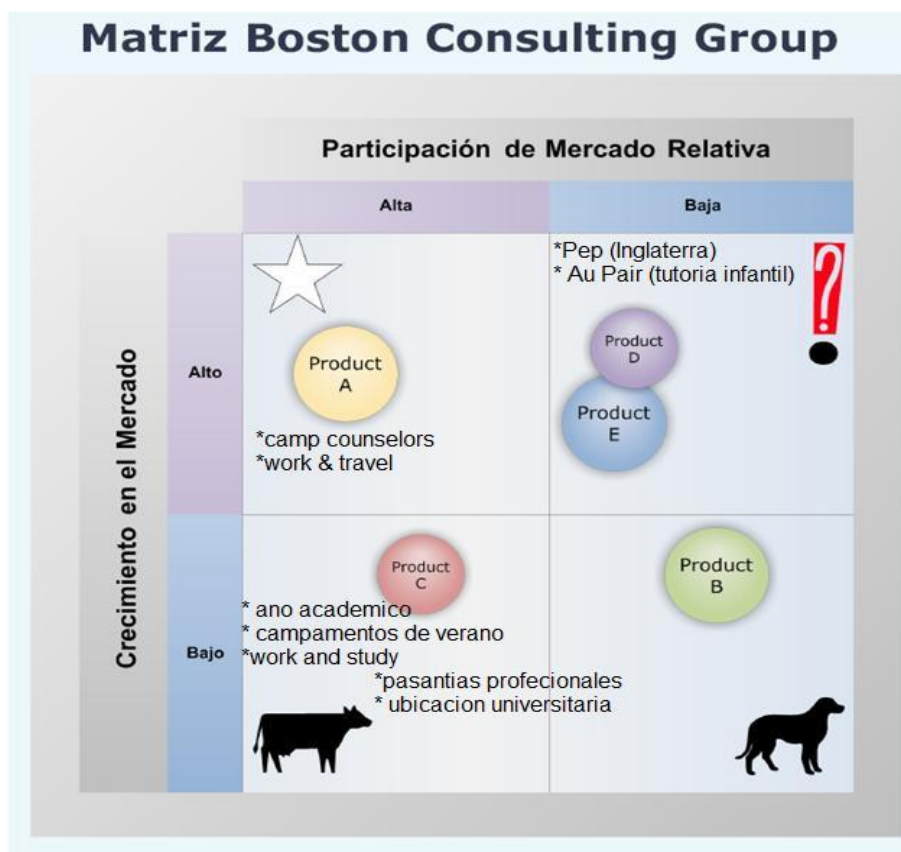 Matriz Boston Consulting Group
Participación de Mercado Relativa
Alta
Baja
Crecimiento en el Mercado
Alto
*Pep (Inglaterra)
* Au Pair (tutoria infantil)
Product
A
Product
D
Product
E
*camp counselors
*work & travel
Bajo
Product
C
Product
B
* ano academico
* campamentos de verano
*work and study
*pasantias profecionales
* ubicacion universitaria